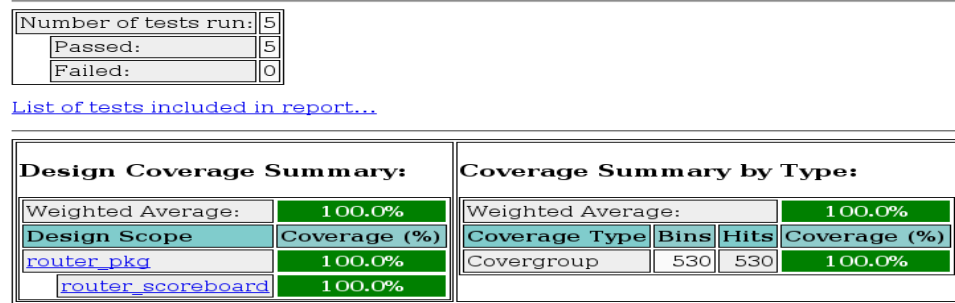 Number of tests run: 5
Passed: 5
Failed: 0
List of tests included in report...
Design Coverage Summary:
Weighted Average: 100.0%
Design Scope Coverage (%)
router_pkg 100.0%
router_scoreboard 100.0%
Coverage Summary by Type:
Weighted Average: 100.0%
Coverage Type Bins Hits Coverage (%)
Covergroup 530 530 100.0%